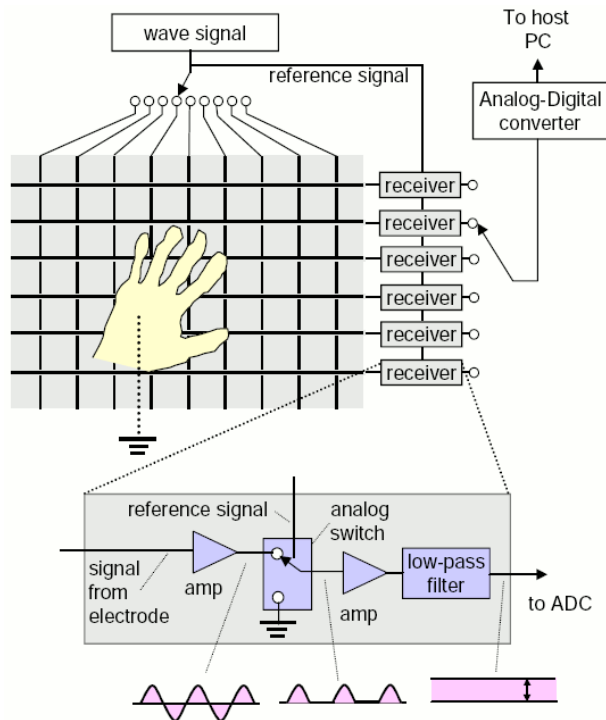 wave signal
To host
PC
reference signal
Analog-Digital
converter
receiver
receiver
receiver
receiver
receiver
receiver
reference signal
analog
switch
signal
from
electrode
amp
amp
low-pass
filter
to ADC